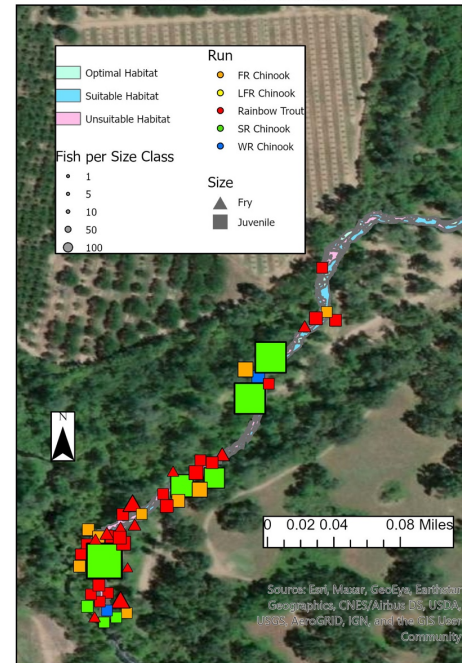 Run
Optimal Habitat
Suitable Habitat
Unsuitable Habitat
FR Chinook
LFR Chinook
Rainbow Trout
SR Chinook
WR Chinook
Fish per Size Class
1
5
10
50
100
Size
Fry
Juvenile
N
0 0.02 0.04 0.08 Miles
Source: Esri, Maxar, GeoEye, Earthstar
Geographics, CNES/Airbus DS, USDA,
USGS, AeroGRID, IGN, and the GIS User
Community